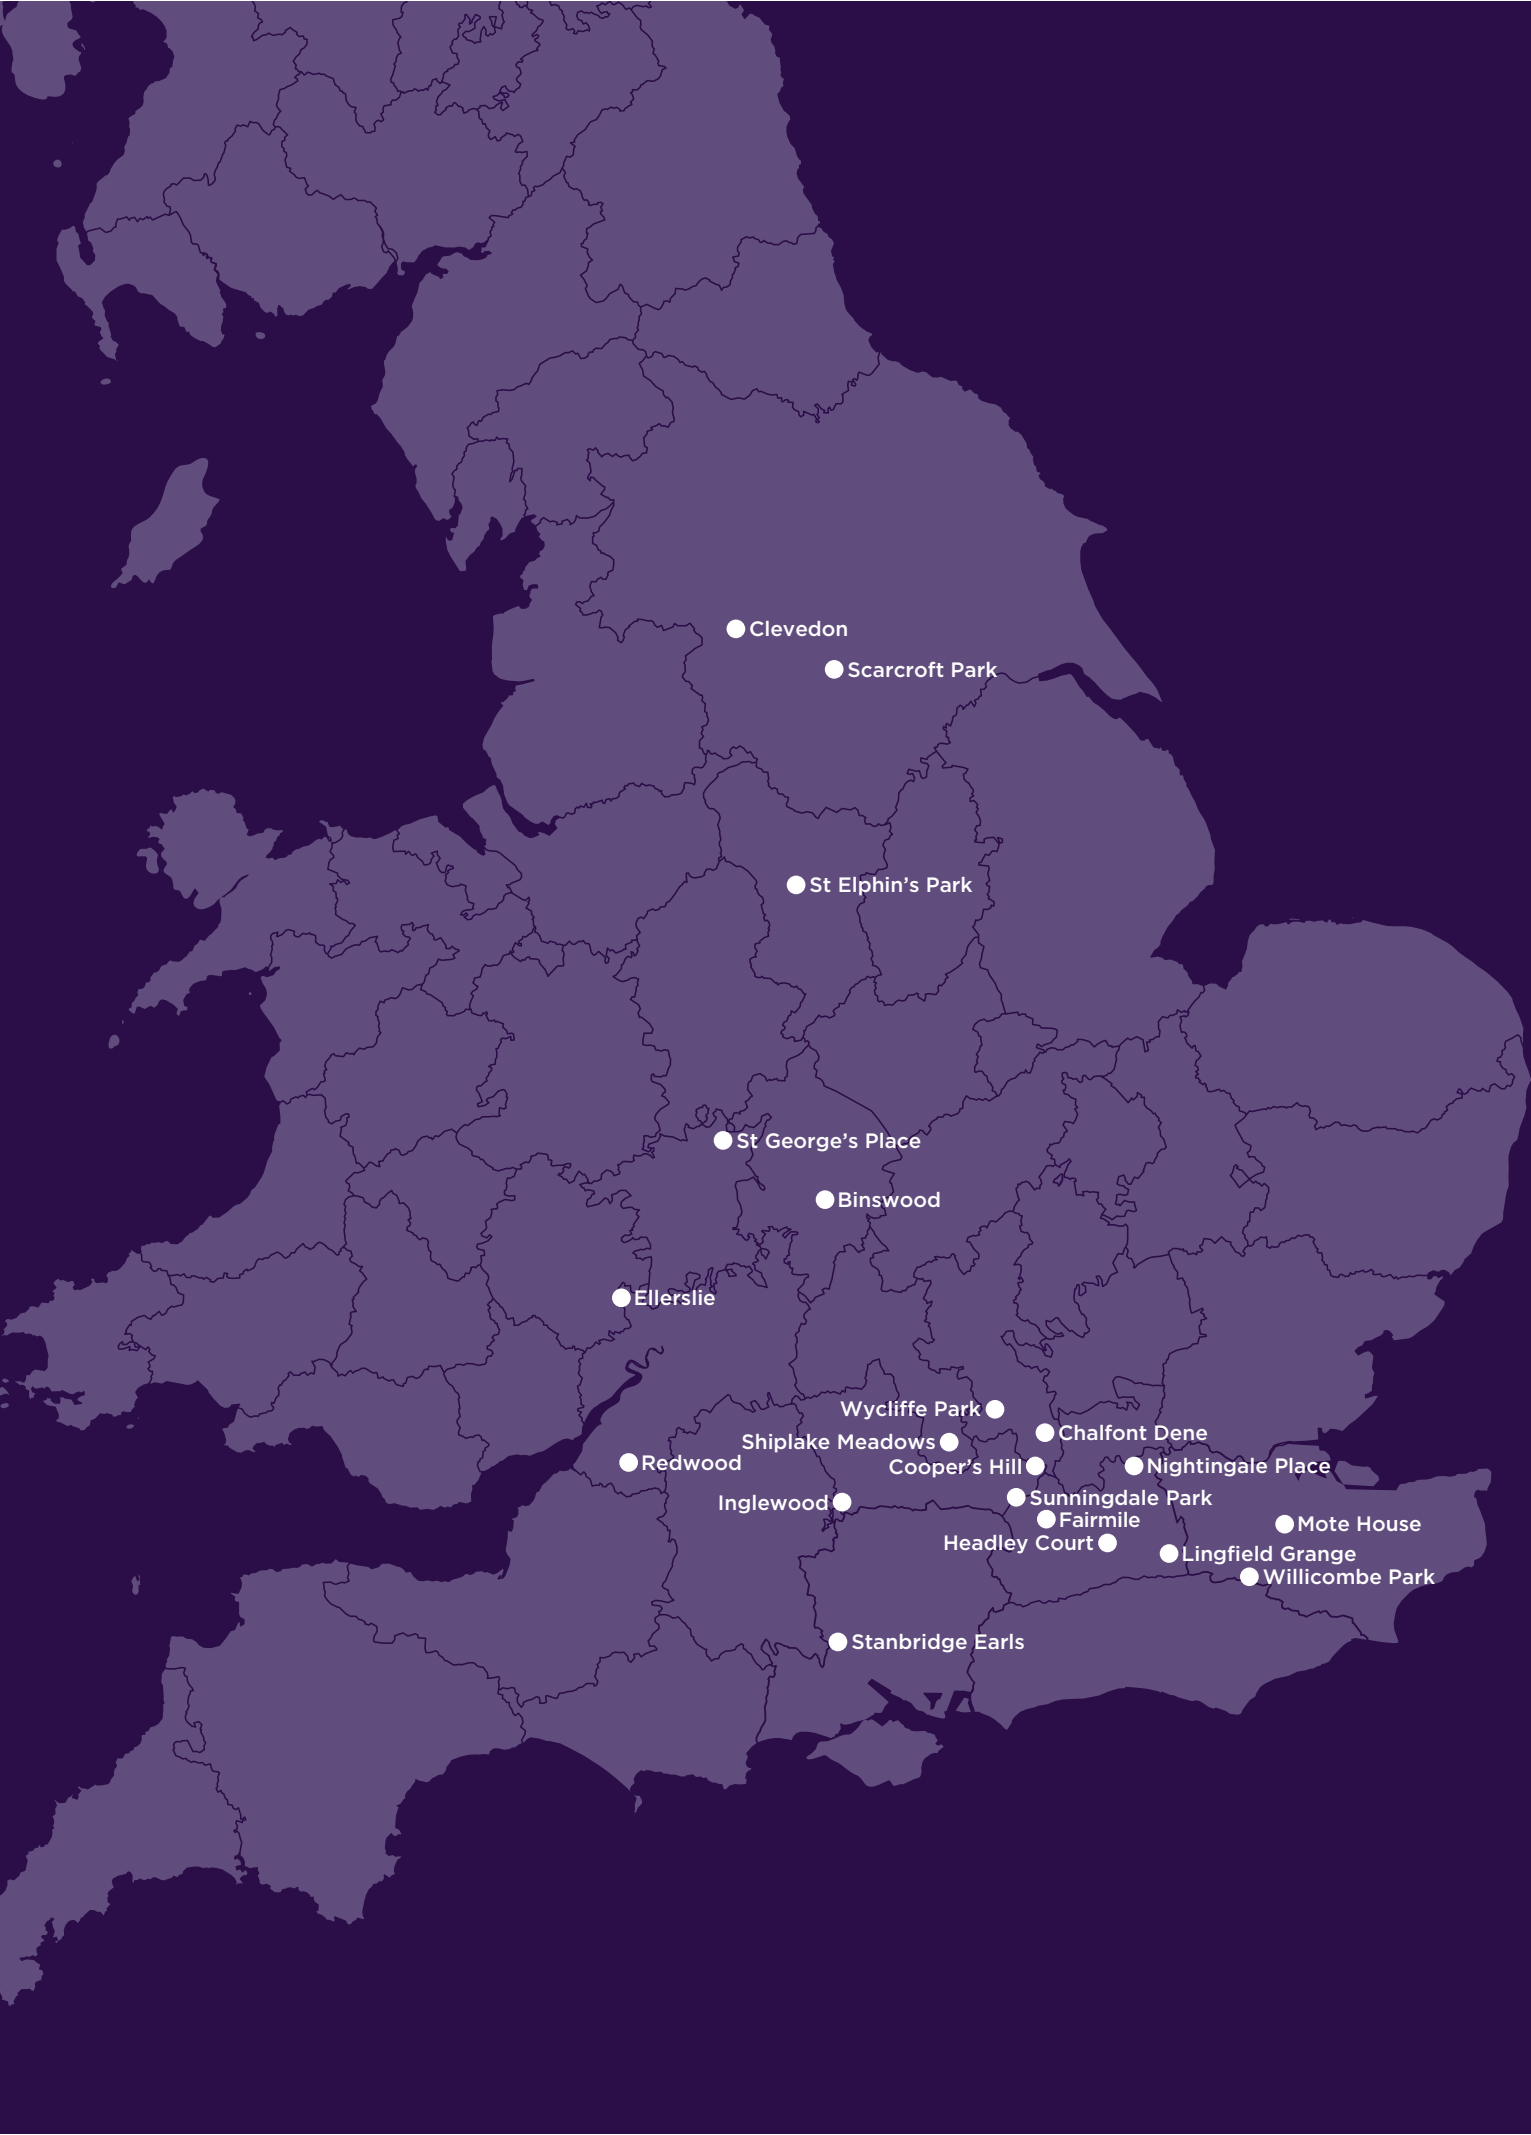 Clevedon
Scarcroft Park
St Elphin’s Park
St George’s Place
Binswood
Ellerslie
Wycliffe Park
Chalfont Dene
Shiplake Meadows
Redwood
Cooper’s Hill
Nightingale Place
Inglewood
Sunningdale Park
Fairmile
Mote House
Headley Court
Lingfield Grange
Willicombe Park
Stanbridge Earls